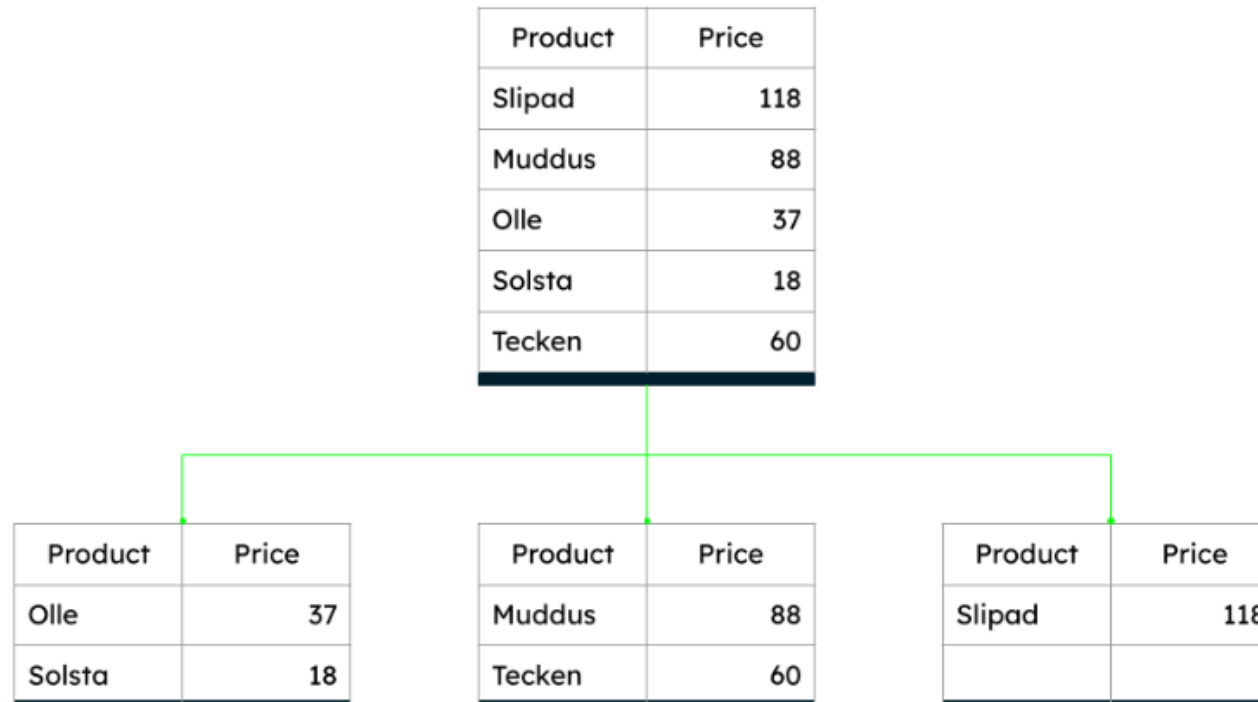 Product Price
Slipad 118
Muddus 88
Olle 37
Solsta 18
Tecken 60
Product Price
Olle 37
Solsta 18
Product Price
Muddus 88
Tecken 60
Product Price
Slipad 118